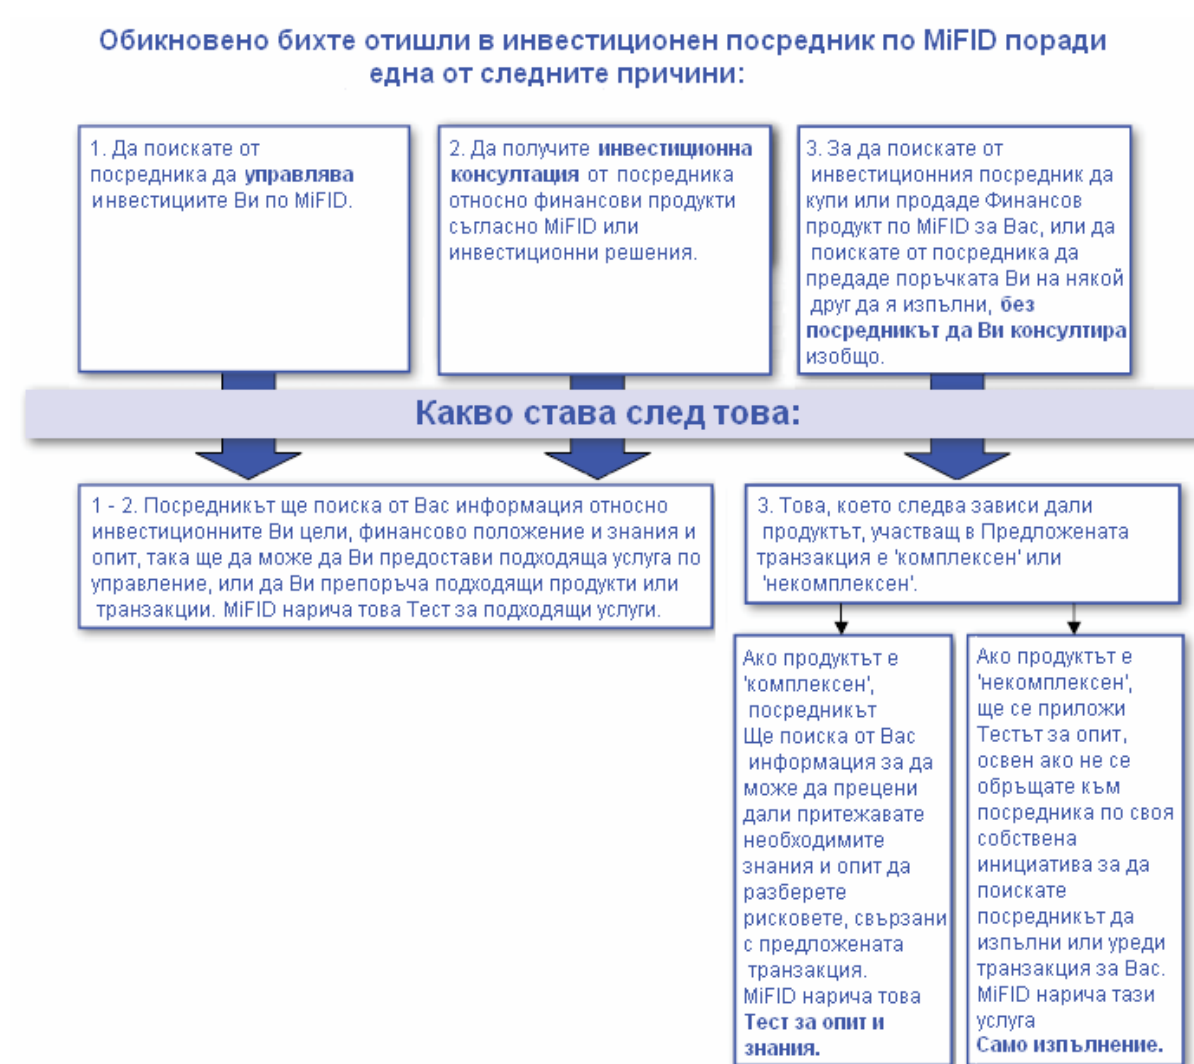 Обикновено бихте отишли в инвестиционен посредник по MiFID поради
една от следните причини:
1. Да поискате от
посредника да управлява
инвестициите Ви по MiFID.
2. Да получите инвестиционна
консултация от посредника
относно финансови продукти
съгласно MiFID или
инвестиционни решения.
3. За да поискате от
инвестиционния посредник да
купи или продаде Финансов
продукт по MiFID за Вас, или да
поискате от посредника да
предаде поръчката Ви на някой
друг да я изпълни, без
посредникът да Ви консултира
изобщо.
Какво става след това:
1 - 2. Посредникът ще поиска от Вас информация относно
инвестиционните Ви цели, финансово положение и знания и
опит, така ще да може да Ви предостави подходяща услуга по
управление, или да Ви препоръча подходящи продукти или
транзакции. MiFID нарича това Тест за подходящи услуги.
3. Това, което следва зависи дали
продуктът, участващ в Предложената
транзакция е 'комплексен' или
'некомплексен'.
Ако продуктът е
'комплексен',
посредникът
Ще поиска от Вас
информация за да
може да прецени
дали притежавате
необходимите
знания и опит да
разберете
рисковете, свързани
с предложената
транзакция.
MiFID нарича това
Тест за опит и
знания.
Ако продуктът е
'некомплексен',
ще се приложи
Тестът за опит,
освен ако не се
обръщате към
посредника по своя
собствена
инициатива за да
поискате
посредникът да
изпълни или уреди
транзакция за Вас.
MiFID нарича тази
услуга
Само изпълнение.